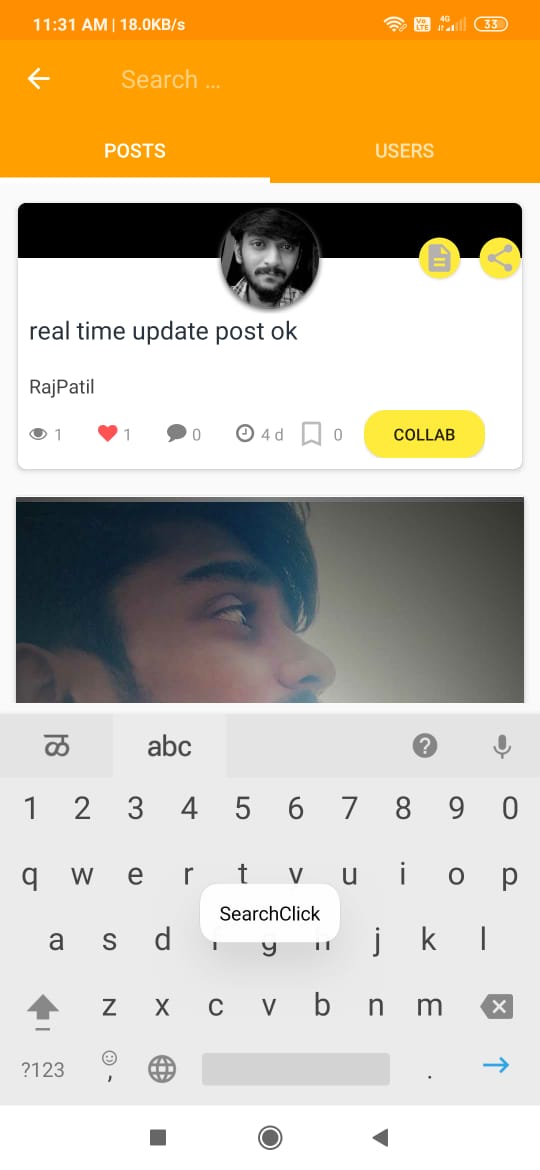 11:31 AM | 18.0KB/s
Vo LTE 4G 33
Search ...
POSTS USERS
real time update post ok
RajPatil
1 1 0 4 d 0 COLLAB
ळ abc ?
1 2 3 4 5 6 7 8 9 0
q w e r t y u i o p
a s d f g h j k l
SearchClick
z x c v b n m
?123 , .